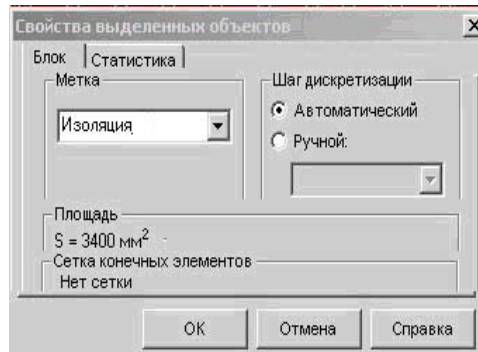 Свойства выделенных объектов
Блок Статистика
Метка
Шаг дискретизации
Изоляция
Автоматический
Ручной:
Площадь
S = 3400 мм²
Сетка конечных элементов
Нет сетки
ОК Отмена Справка